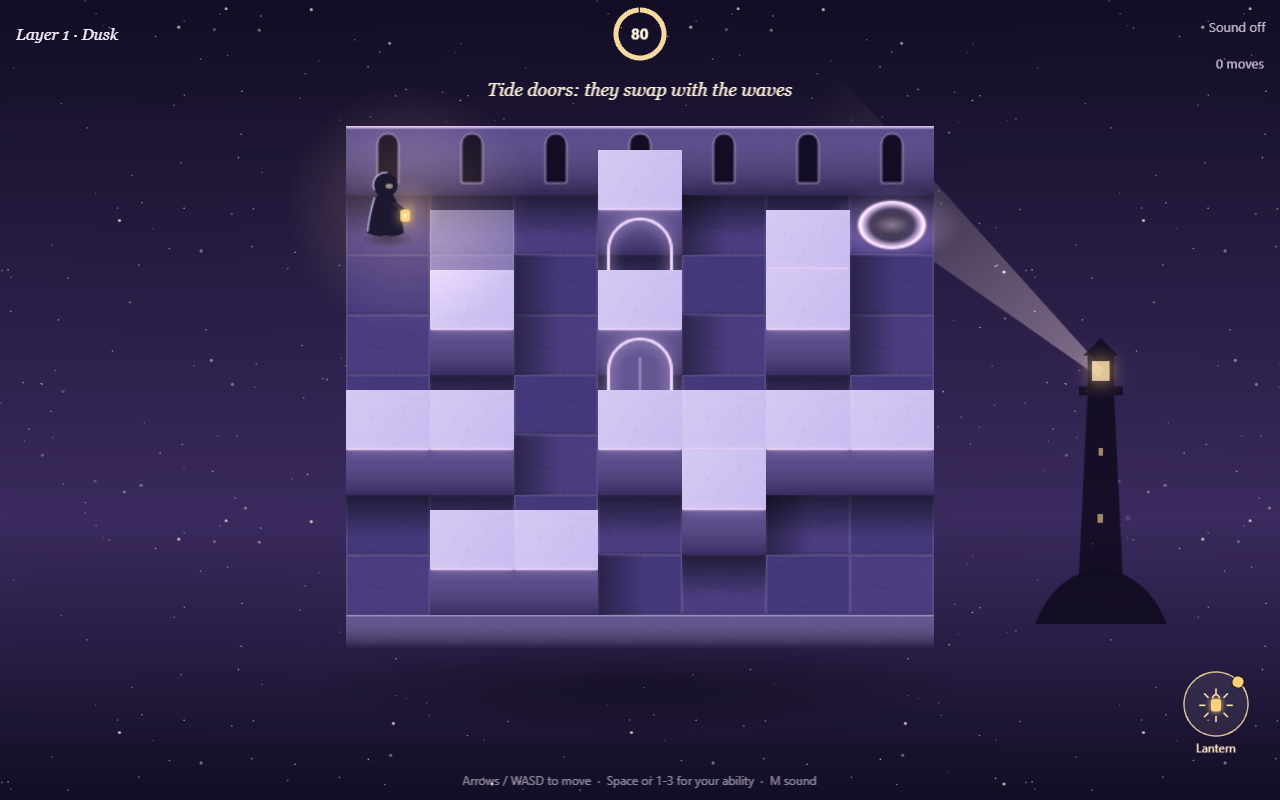 Layer 1 · Dusk
80
Sound off
0 moves
Tide doors: they swap with the waves
Lantern
Arrows / WASD to move · Space or 1-3 for your ability · M sound